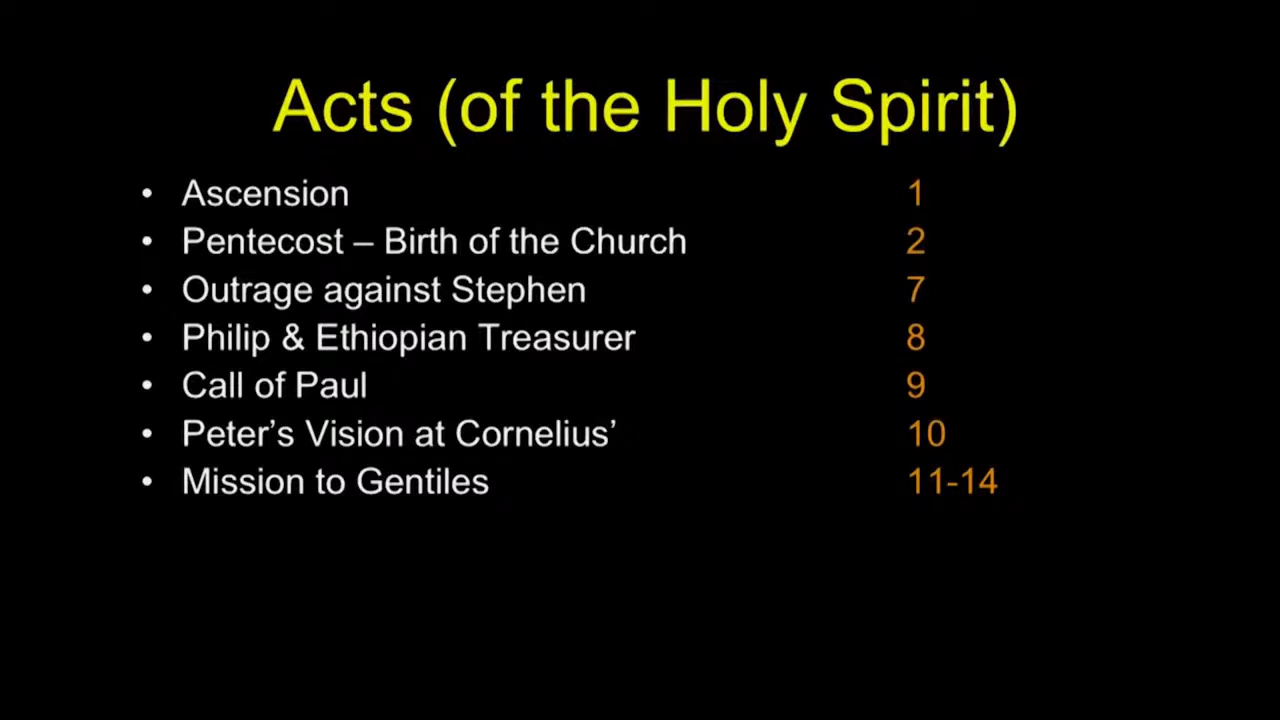 Acts (of the Holy Spirit)
• Ascension 1
• Pentecost – Birth of the Church 2
• Outrage against Stephen 7
• Philip & Ethiopian Treasurer 8
• Call of Paul 9
• Peter’s Vision at Cornelius’ 10
• Mission to Gentiles 11-14